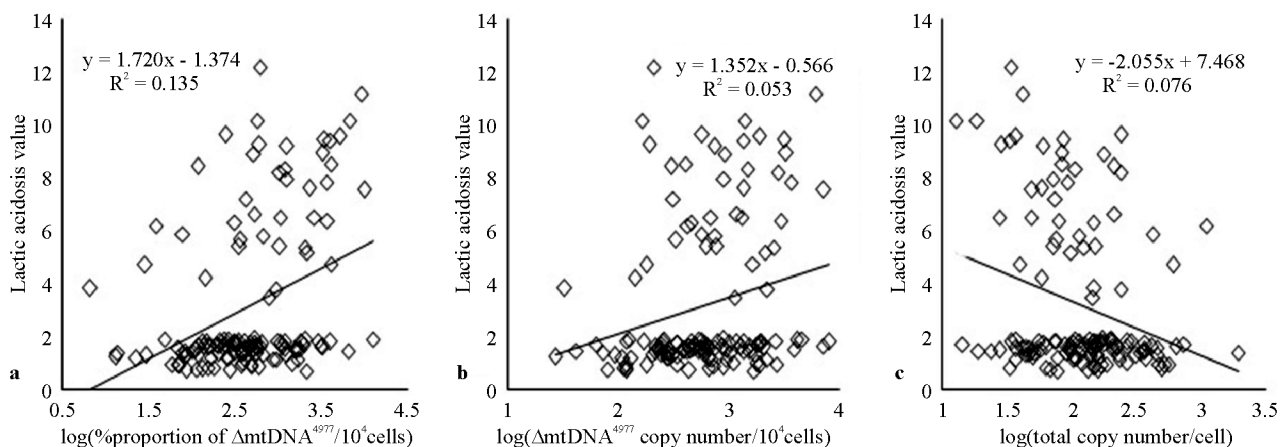 14
12
10
8
6
4
2
0
Lactic acidosis value
y = 1.720x - 1.374
R² = 0.135
a
0.5 1.5 2.5 3.5 4.5
log(%proportion of ΔmtDNA⁴⁹⁷⁷/10⁴cells)
14
12
10
8
6
4
2
0
Lactic acidosis value
y = 1.352x - 0.566
R² = 0.053
b
1 2 3 4
log(ΔmtDNA⁴⁹⁷⁷ copy number/10⁴cells)
14
12
10
8
6
4
2
0
Lactic acidosis value
y = -2.055x + 7.468
R² = 0.076
c
1 1.5 2 2.5 3 3.5
log(total copy number/cell)